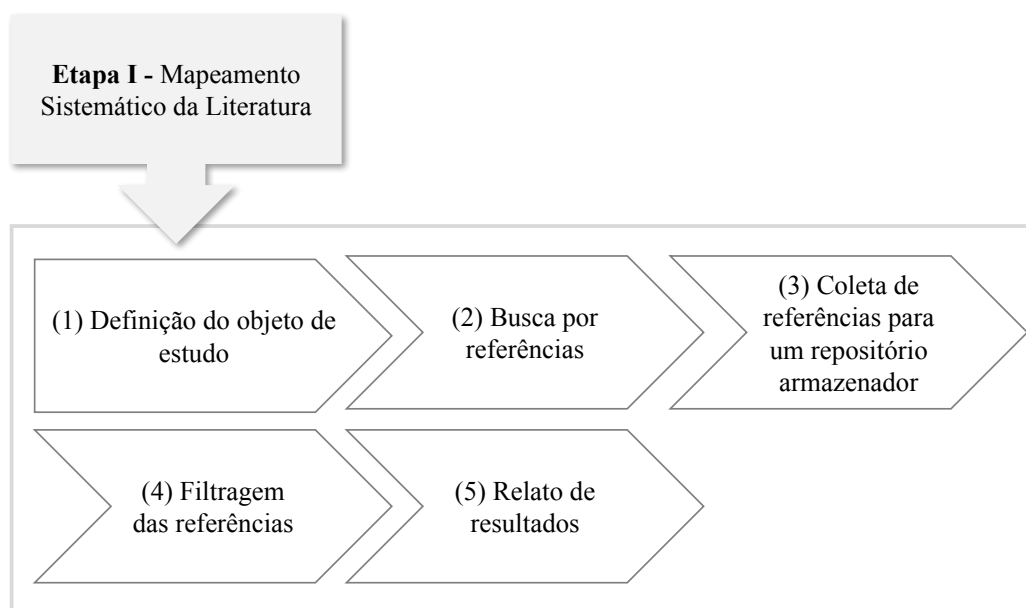 Etapa I - Mapeamento
Sistemático da Literatura
(1) Definição do objeto de
estudo
(2) Busca por
referências
(3) Coleta de
referências para
um repositório
armazenador
(4) Filtragem
das referências
(5) Relato de
resultados